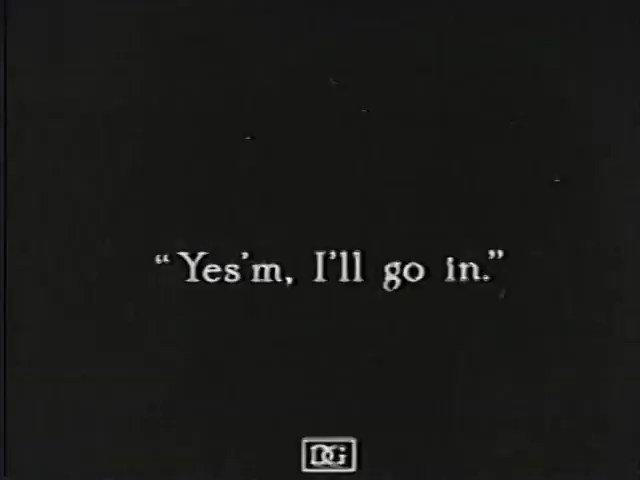 “Yes'm, I'll go in.”
DG